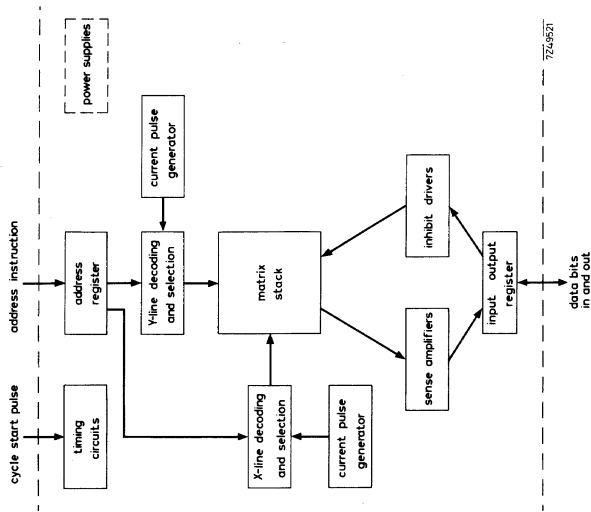 cycle start pulse
address instruction
timing
circuits
address
register
power supplies
Y-line decoding
and selection
current pulse
generator
X-line decoding
and selection
matrix
stack
current pulse
generator
sense amplifiers
inhibit drivers
input output
register
data bits
in and out
7Z49521